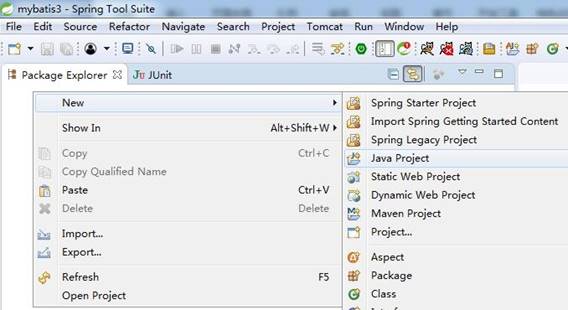 mybatis3 - Spring Tool Suite
File Edit Source Refactor Navigate Search Project Tomcat Run Window Help
Package Explorer JUnit
New
Show In Alt+Shift+W
Copy Ctrl+C
Copy Qualified Name
Paste Ctrl+V
Delete Delete
Import...
Export...
Refresh F5
Open Project
Spring Starter Project
Import Spring Getting Started Content
Spring Legacy Project
Java Project
Static Web Project
Dynamic Web Project
Maven Project
Project...
Aspect
Package
Class